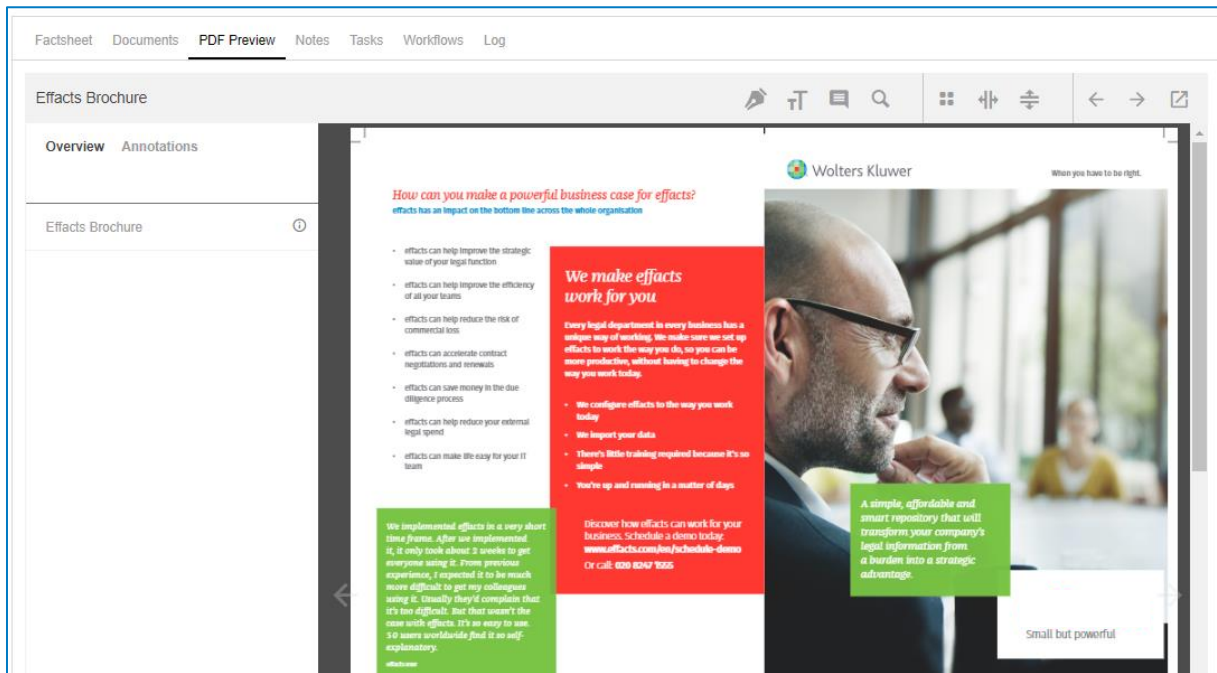 Factsheet Documents PDF Preview Notes Tasks Workflows Log
Effacts Brochure
Overview Annotations
Effacts Brochure
How can you make a powerful business case for effacts?
effacts has an impact on the bottom line across the whole organisation
• effacts can help improve the strategic
value of your legal function
• effacts can help improve the efficiency
of all your teams
• effacts can help reduce the risk of
commercial loss
• effacts can accelerate contract
negotiations and renewals
• effacts can save money in the due
diligence process
• effacts can help reduce your external
legal spend
• effacts can make life easy for your IT
team
We implemented effacts in a very short
time frame. After we implemented
it, it only took about 2 weeks to get
everyone using it. From previous
experience, I expected it to be much
more difficult to get my colleagues
using it. Usually they'd complain that
it's too difficult. But that wasn't the
case with effacts. It's so easy to use.
50 users worldwide find it so self-
explanatory.
effacts user
We make effacts
work for you
Every legal department in every business has a
unique way of working. We make sure we set up
effacts to work the way you do, so you can be
more productive, without having to change the
way you work today.
• We configure effacts to the way you work
today
• We import your data
• There's little training required because it's so
simple
• You're up and running in a matter of days
Discover how effacts can work for your
business. Schedule a demo today:
www.effacts.com/en/schedule-demo
Or call: 020 8247 1555
Wolters Kluwer
When you have to be right.
A simple, affordable and
smart repository that will
transform your company's
legal information from
a burden into a strategic
advantage.
Small but powerful